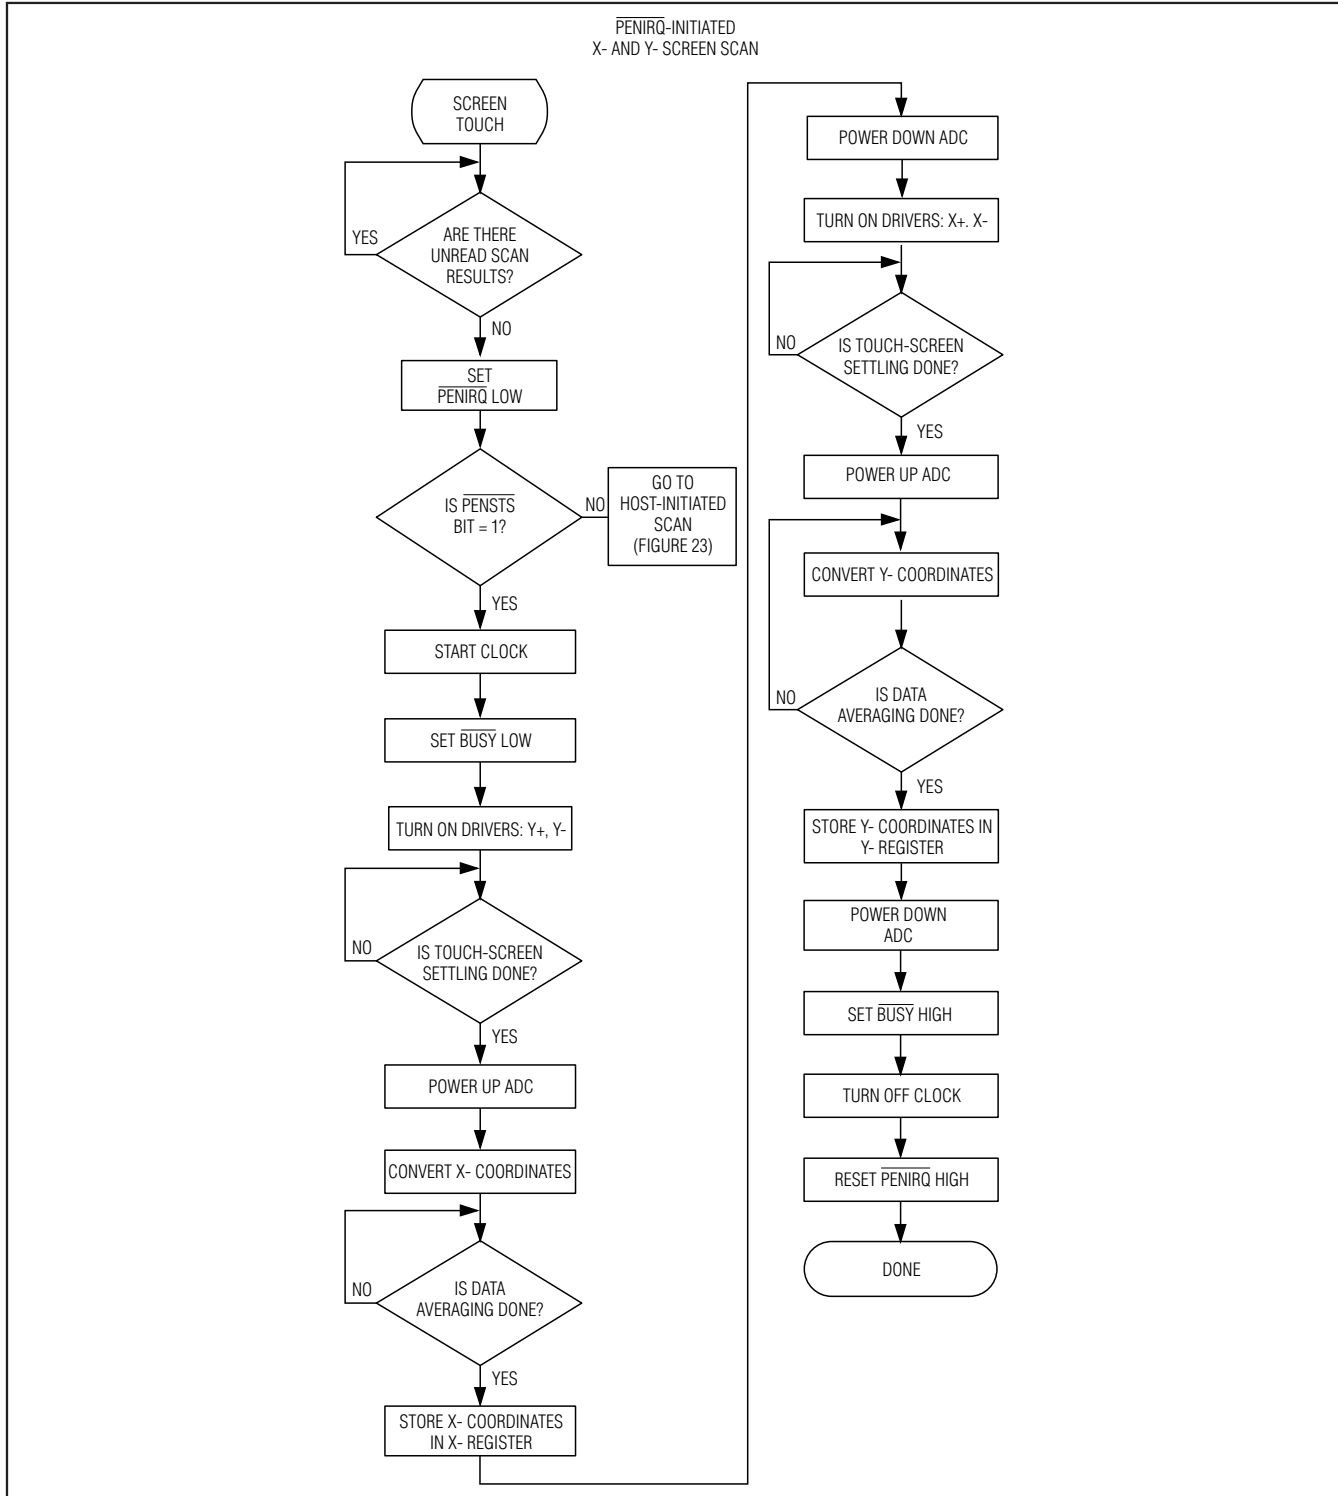 PENIRQ-INITIATED
X- AND Y- SCREEN SCAN
SCREEN
TOUCH
YES
ARE THERE
UNREAD SCAN
RESULTS?
NO
SET
PENIRQ LOW
IS PENSTS
BIT = 1?
NO
GO TO
HOST-INITIATED
SCAN
(FIGURE 23)
YES
START CLOCK
SET BUSY LOW
TURN ON DRIVERS: Y+, Y-
NO
IS TOUCH-SCREEN
SETTLING DONE?
YES
POWER UP ADC
CONVERT X- COORDINATES
NO
IS DATA
AVERAGING DONE?
YES
STORE X- COORDINATES
IN X- REGISTER
POWER DOWN ADC
TURN ON DRIVERS: X+. X-
NO
IS TOUCH-SCREEN
SETTLING DONE?
YES
POWER UP ADC
CONVERT Y- COORDINATES
NO
IS DATA
AVERAGING DONE?
YES
STORE Y- COORDINATES IN
Y- REGISTER
POWER DOWN
ADC
SET BUSY HIGH
TURN OFF CLOCK
RESET PENIRQ HIGH
DONE